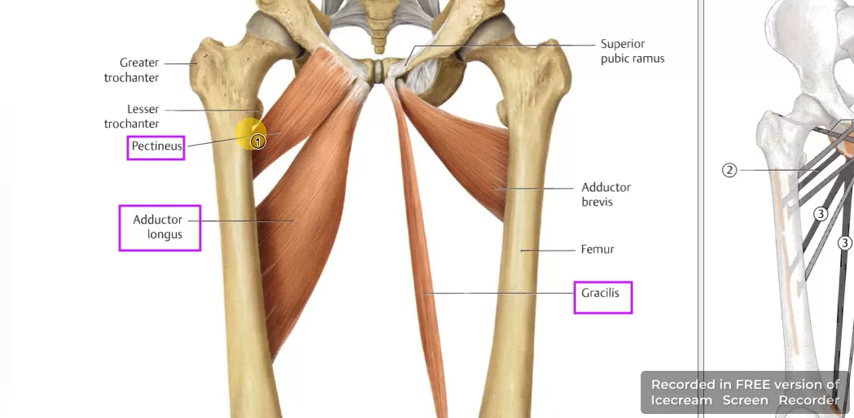 Superior
pubic ramus
Greater
trochanter
Lesser
trochanter
1
Pectineus
2
Adductor
brevis
Adductor
longus
3
3
Femur
Gracilis
Recorded in FREE version of
Icecream Screen Recorder